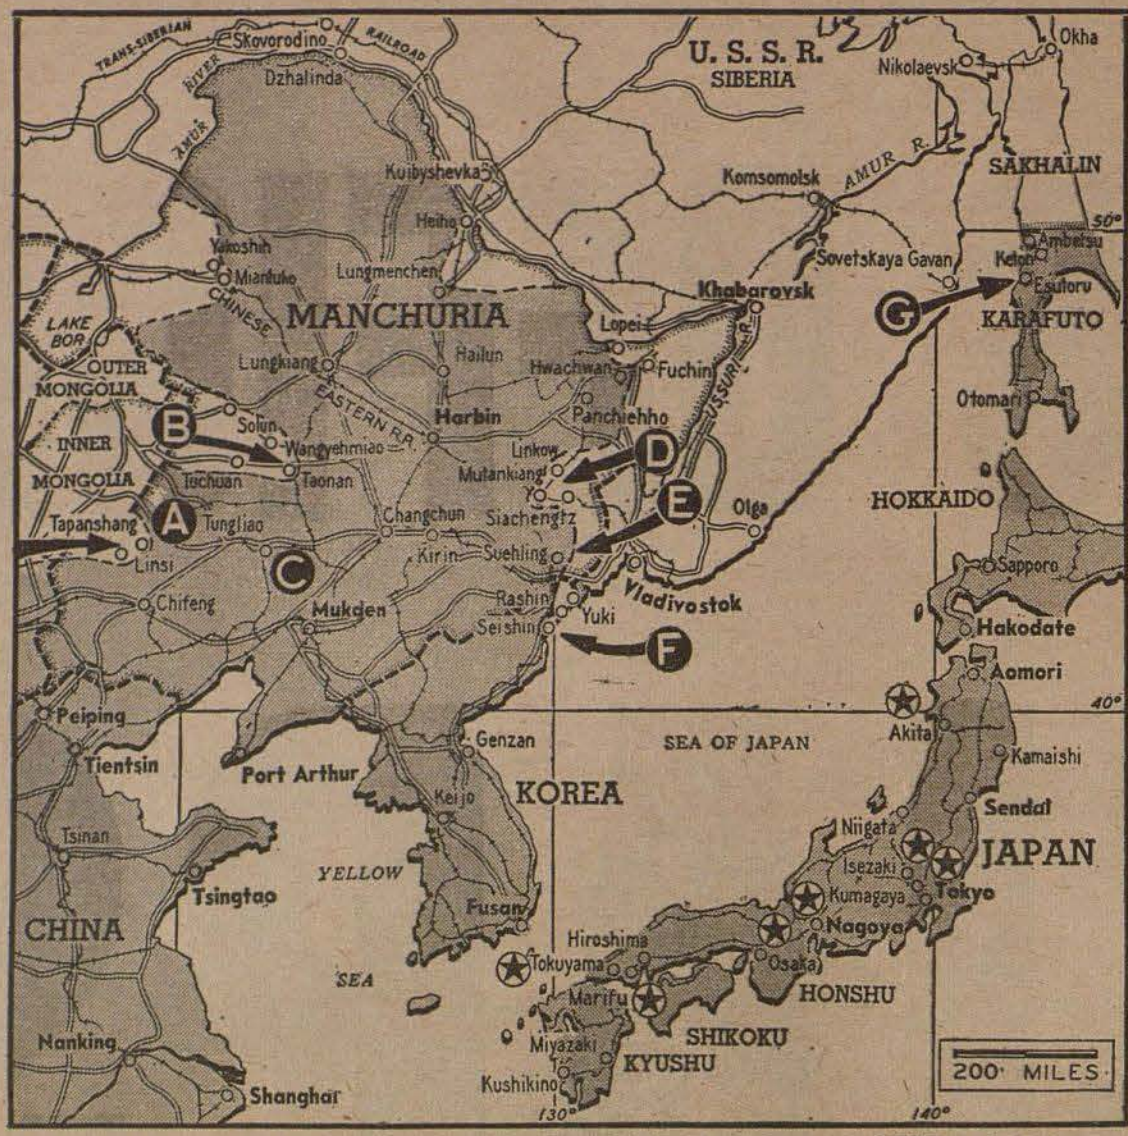 TRANS-SIBERIAN
RAILROAD
Skovorodino
Dzhalinda
AMUR RIVER
U. S. S. R.
SIBERIA
Nikolaevsk
Okha
Kuibyshevka
Komsomolsk
AMUR R.
SAKHALIN
Heiho
50°
Ambetsu
Yakoshih
Mientuho
Lungmenchen
Sovetskaya Gavan
Keton
Esutoru
CHINESE
EASTERN R.R.
MANCHURIA
Khabarovsk
G
KARAFUTO
LAKE
BOR
Lopei
OUTER
MONGOLIA
Lungkiang
Hailun
Hwachwan
Fuchin
USSURI R.
Otomari
Panchiehho
B
Solun
Harbin
INNER
MONGOLIA
Wangyehmiao
Linkow
D
Tuchuan
Taonan
Mulankiang
HOKKAIDO
Tapanshang
A
Tungliao
Changchun
Siachengtz
E
Olga
Linsi
C
Kirin
Suehling
Sapporo
Chifeng
Mukden
Rashin
Yuki
Vladivostok
Seishin
F
Hakodate
Aomori
Peiping
40°
Akita
Tientsin
Port Arthur
Genzan
SEA OF JAPAN
Kamaishi
Keijo
KOREA
Sendai
Tsinan
Niigata
JAPAN
Isezaki
YELLOW
SEA
Tsingtao
Kumagaya
Tokyo
CHINA
Fusan
Nagoya
Hiroshima
Tokuyama
Osaka
Marifu
HONSHU
Nanking
Miyazaki
SHIKOKU
KYUSHU
Kushikino
Shanghai
200 MILES
130°
140°